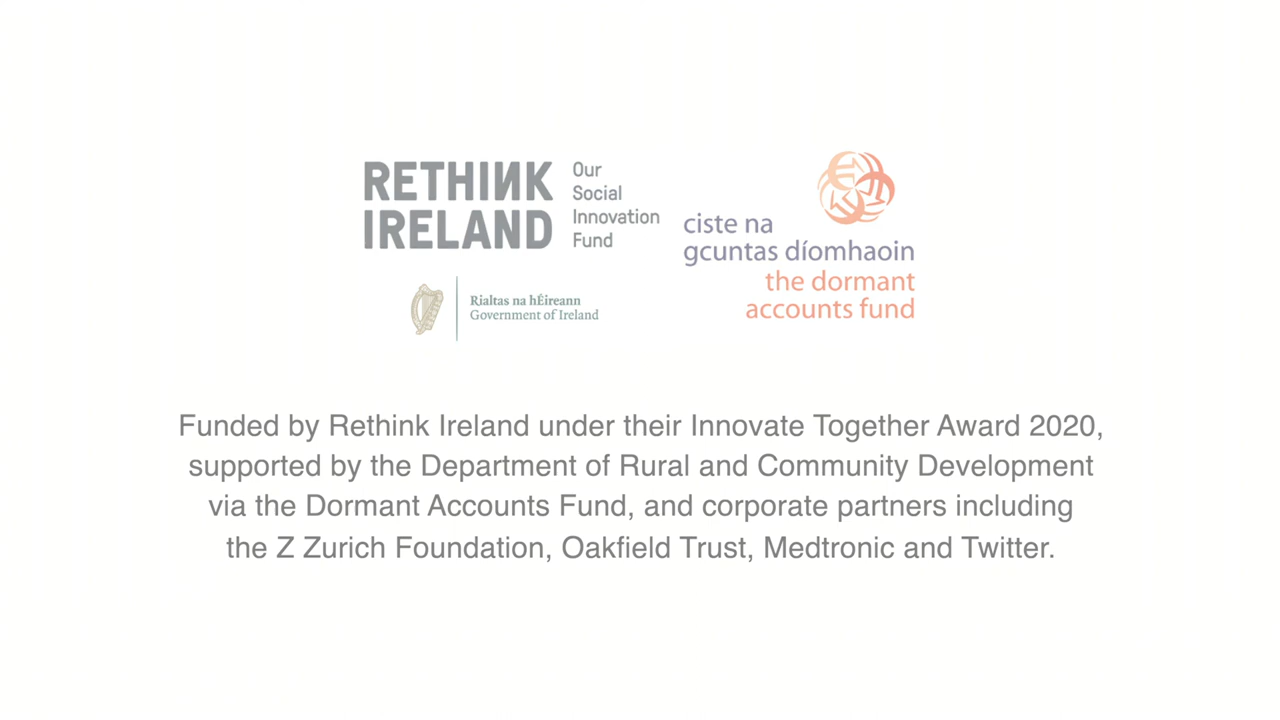 RETHINK
IRELAND
Our
Social
Innovation
Fund
Rialtas na hÉireann
Government of Ireland
ciste na
gcuntas díomhaoin
the dormant
accounts fund
Funded by Rethink Ireland under their Innovate Together Award 2020,
supported by the Department of Rural and Community Development
via the Dormant Accounts Fund, and corporate partners including
the Z Zurich Foundation, Oakfield Trust, Medtronic and Twitter.